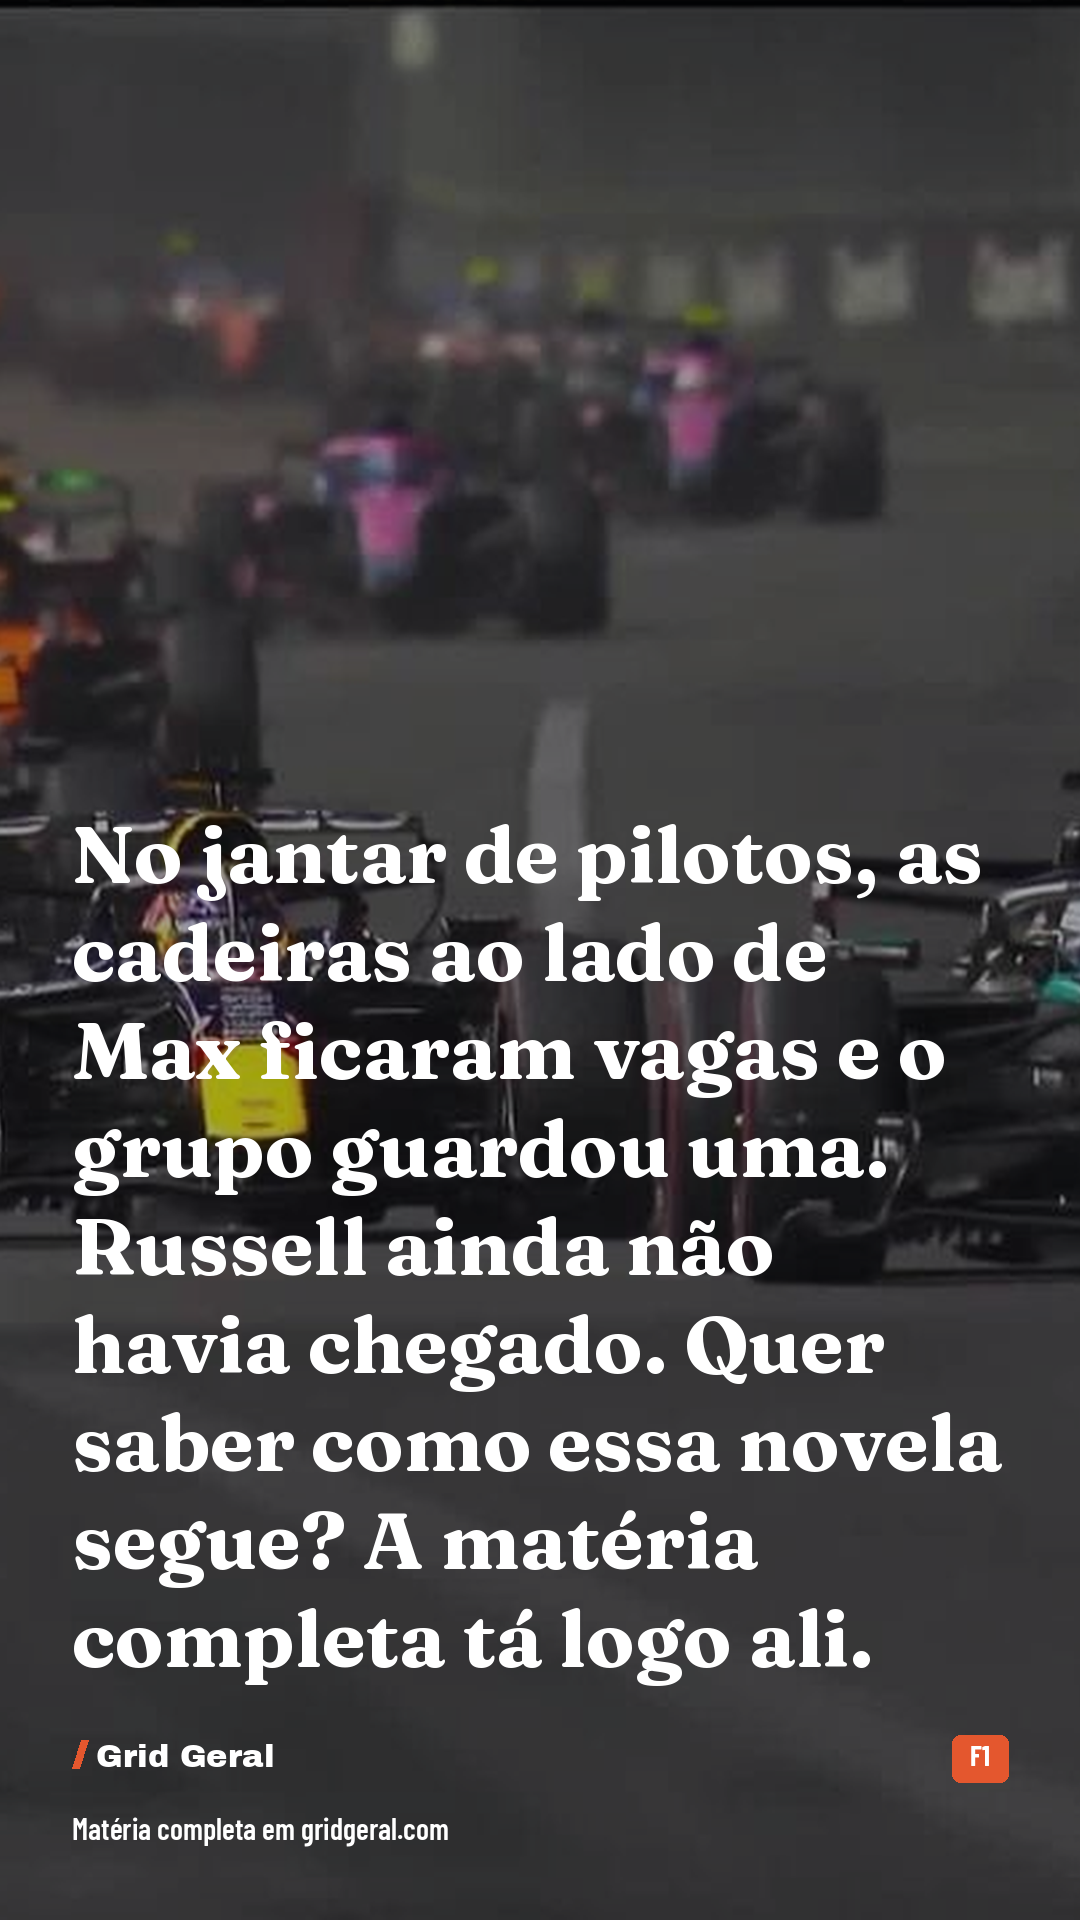 No jantar de pilotos, as
cadeiras ao lado de
Max ficaram vagas e o
grupo guardou uma.
Russell ainda não
havia chegado. Quer
saber como essa novela
segue? A matéria
completa tá logo ali.
/ Grid Geral
F1
Matéria completa em gridgeral.com